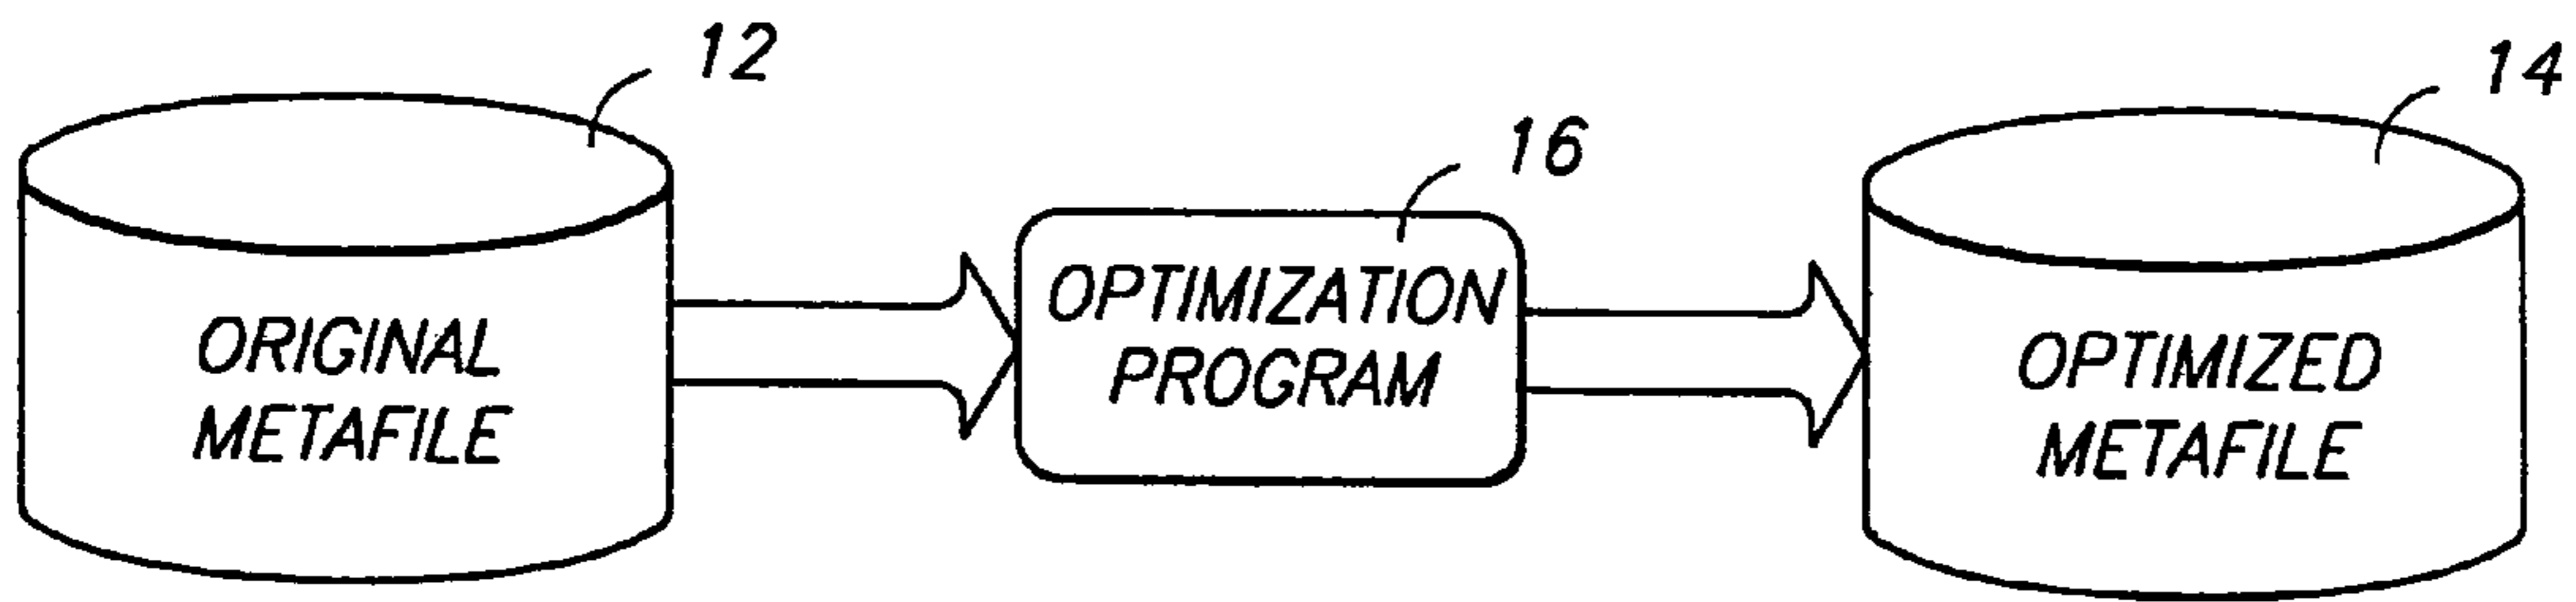 12
ORIGINAL
METAFILE
16
OPTIMIZATION
PROGRAM
14
OPTIMIZED
METAFILE